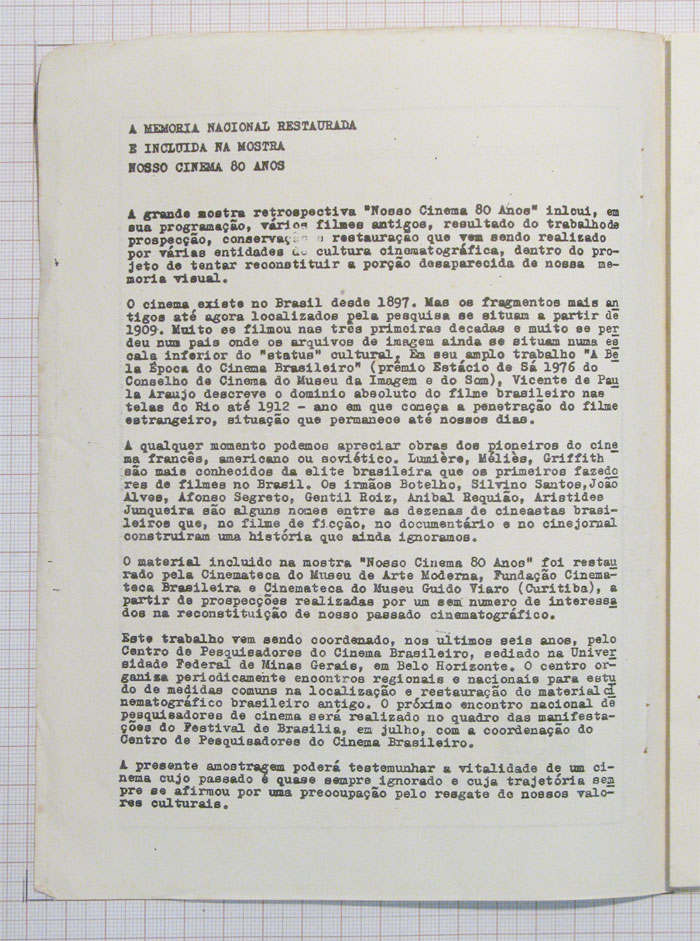 A MEMORIA NACIONAL RESTAURADA
E INCLUIDA NA MOSTRA
NOSSO CINEMA 80 ANOS
A grande mostra retrospectiva "Nosso Cinema 80 Anos" inlcui, em
sua programação, vários filmes antigos, resultado do trabalhode
prospecção, conservação e restauração que vem sendo realizado
por várias entidades de cultura cinematográfica, dentro do pro-
jeto de tentar reconstituir a porção desaparecida de nossa me-
moria visual.
O cinema existe no Brasil desde 1897. Mas os fragmentos mais an
tigos até agora localizados pela pesquisa se situam a partir de
1909. Muito se filmou nas três primeiras decadas e muito se per
deu num pais onde os arquivos de imagem ainda se situam numa es
cala inferior do "status" cultural. Em seu amplo trabalho "A Be
la Época do Cinema Brasileiro" (prêmio Estácio de Sá 1976 do
Conselho de Cinema do Museu da Imagem e do Som), Vicente de Pau
la Araujo descreve o dominio absoluto do filme brasileiro nas
telas do Rio até 1912 - ano em que começa a penetração do filme
estrangeiro, situação que permanece até nossos dias.
A qualquer momento podemos apreciar obras dos pioneiros do cine
ma francês, americano ou soviético. Lumière, Méliès, Griffith
são mais conhecidos da elite brasileira que os primeiros fazedo
res de filmes no Brasil. Os irmãos Botelho, Silvino Santos,João
Alves, Afonso Segreto, Gentil Roiz, Anibal Requião, Aristides
Junqueira são alguns nomes entre as dezenas de cineastas brasi-
leiros que, no filme de ficção, no documentário e no cinejornal
construiram uma história que ainda ignoramos.
O material incluido na mostra "Nosso Cinema 80 Anos" foi restau
rado pela Cinemateca do Museu de Arte Moderna, Fundação Cinema-
teca Brasileira e Cinemateca do Museu Guido Viaro (Curitiba), a
partir de prospecções realizadas por um sem numero de interessa
dos na reconstituição de nosso passado cinematográfico.
Este trabalho vem sendo coordenado, nos últimos seis anos, pelo
Centro de Pesquisadores do Cinema Brasileiro, sediado na Univer
sidade Federal de Minas Gerais, em Belo Horizonte. O centro or-
ganiza periodicamente encontros regionais e nacionais para estu
do de medidas comuns na localização e restauração do material ci
nematográfico brasileiro antigo. O próximo encontro nacional de
pesquisadores de cinema será realizado no quadro das manifesta-
ções do Festival de Brasilia, em julho, com a coordenação do
Centro de Pesquisadores do Cinema Brasileiro.
A presente amostragem poderá testemunhar a vitalidade de um ci-
nema cujo passado é quase sempre ignorado e cuja trajetória sem
pre se afirmou por uma preocupação pelo resgate de nossos valo-
res culturais.